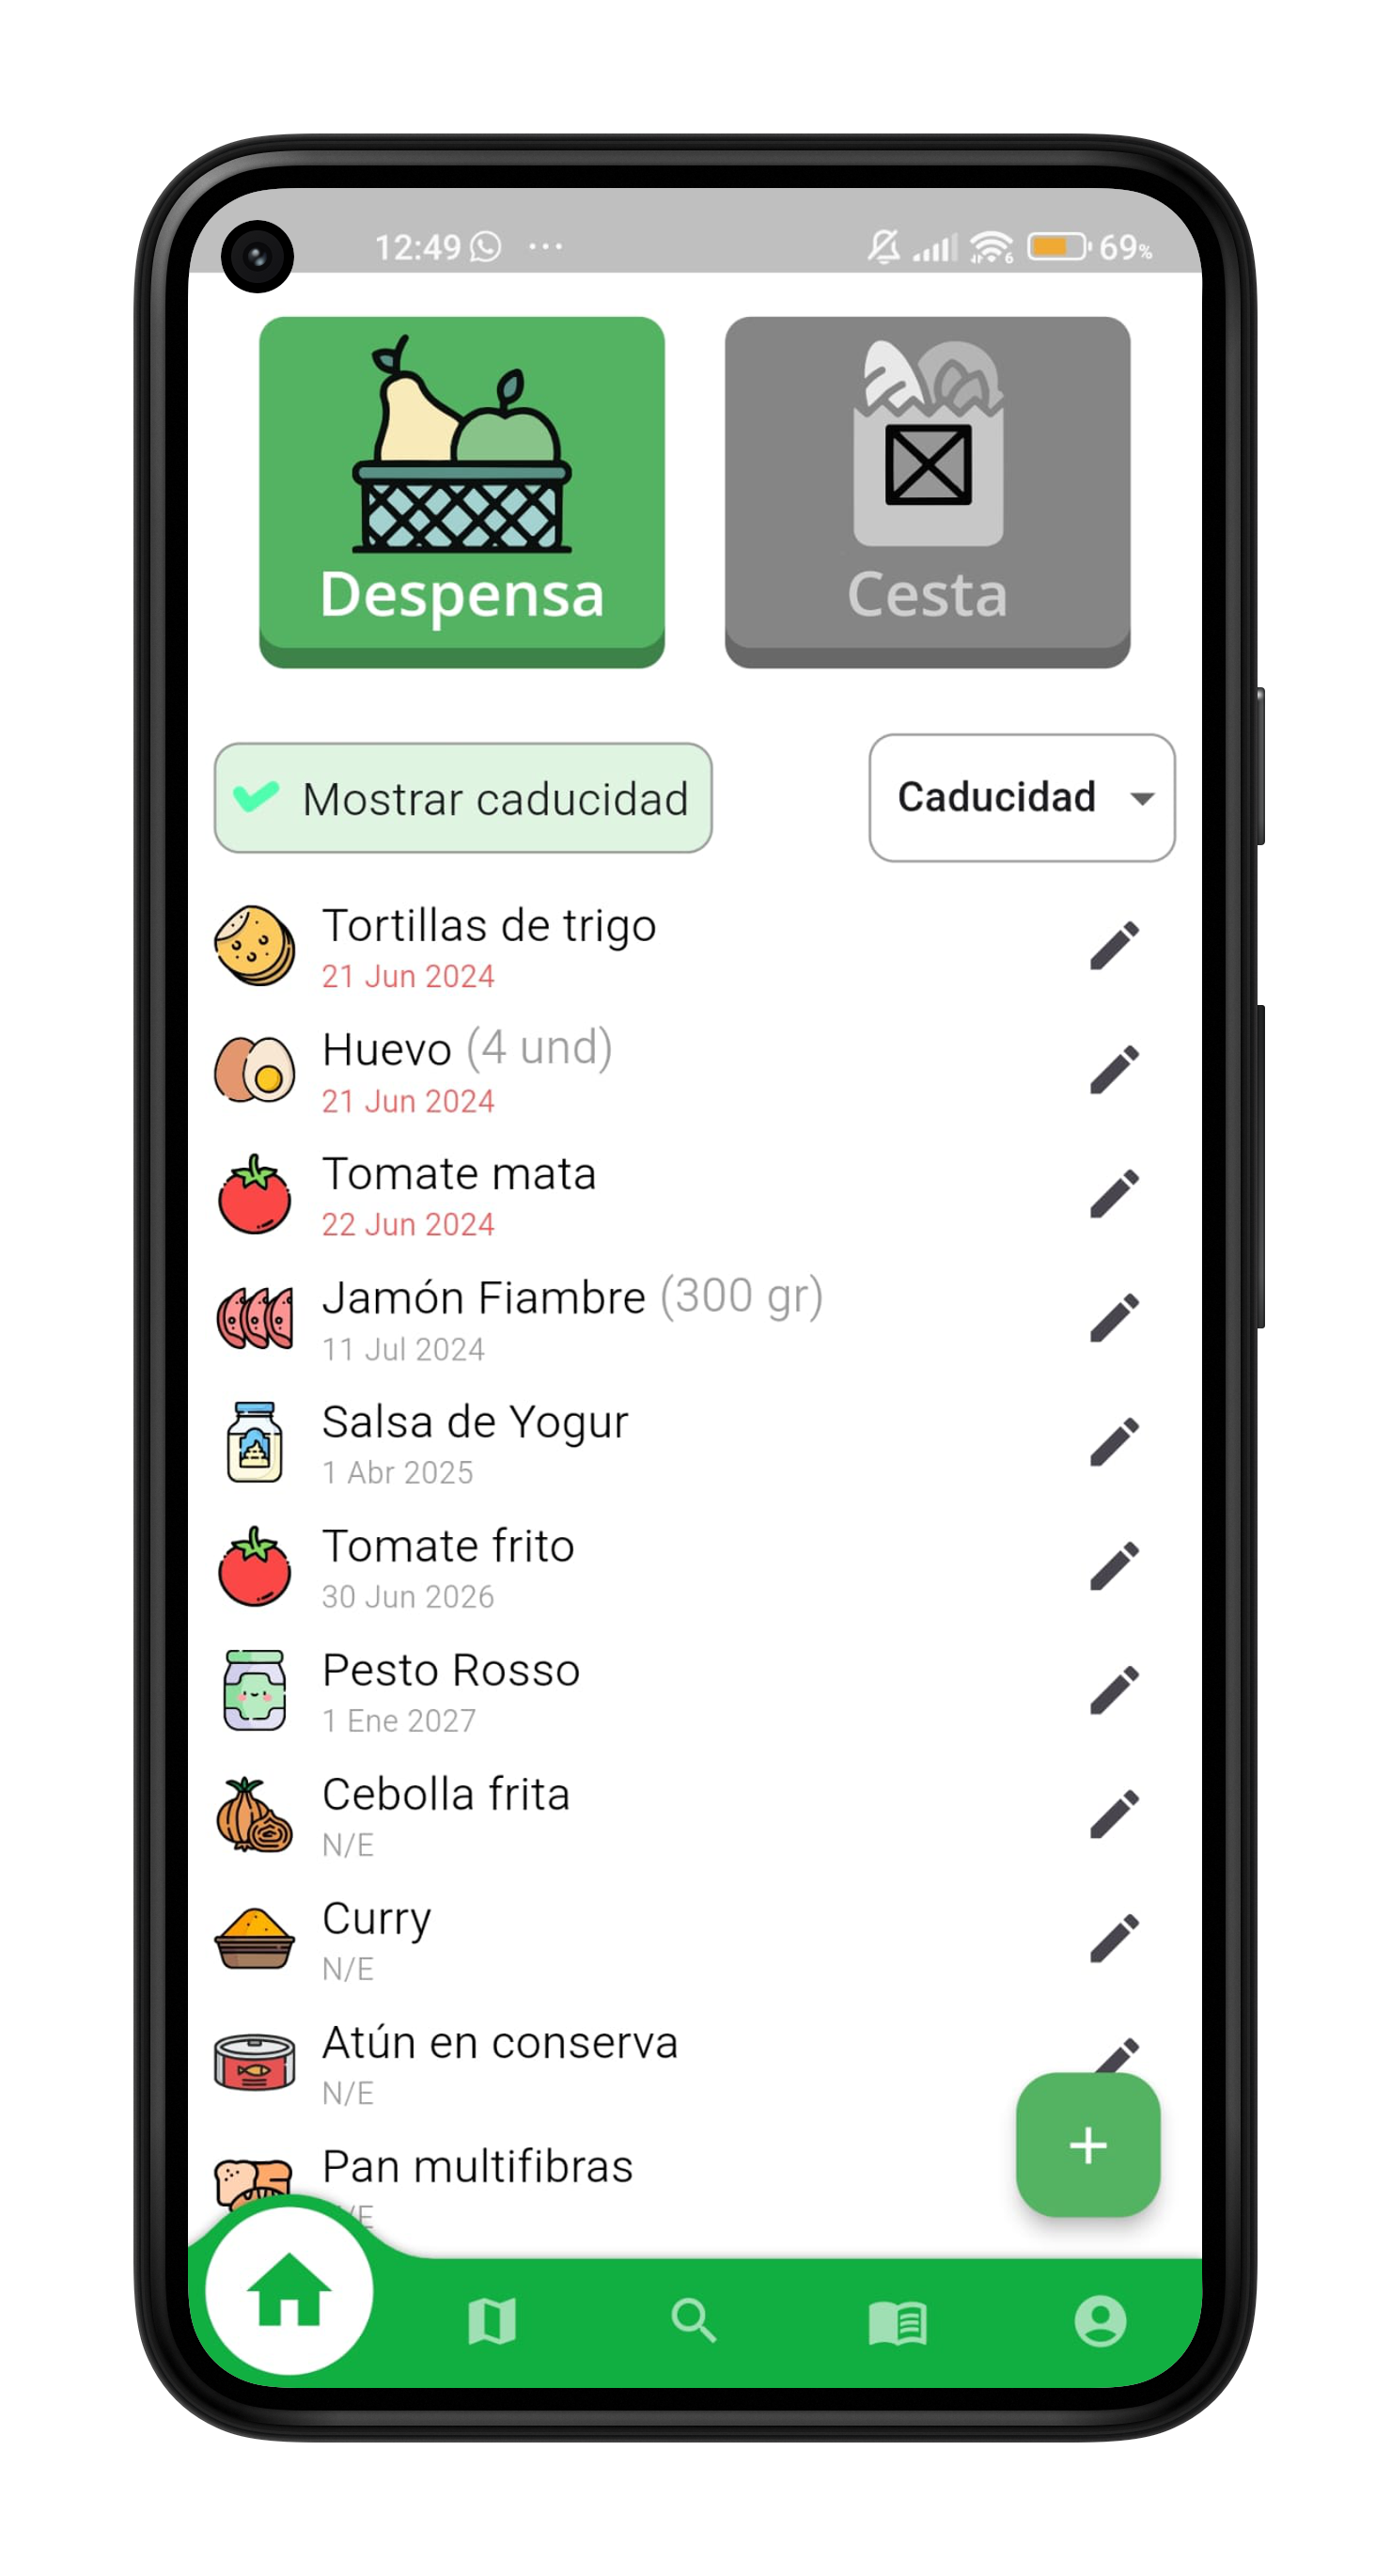 12:49 ... 69%
Despensa Cesta
Mostrar caducidad Caducidad
Tortillas de trigo
21 Jun 2024
Huevo (4 und)
21 Jun 2024
Tomate mata
22 Jun 2024
Jamón Fiambre (300 gr)
11 Jul 2024
Salsa de Yogur
1 Abr 2025
Tomate frito
30 Jun 2026
Pesto Rosso
1 Ene 2027
Cebolla frita
N/E
Curry
N/E
Atún en conserva
N/E
+
Pan multifibras
/E